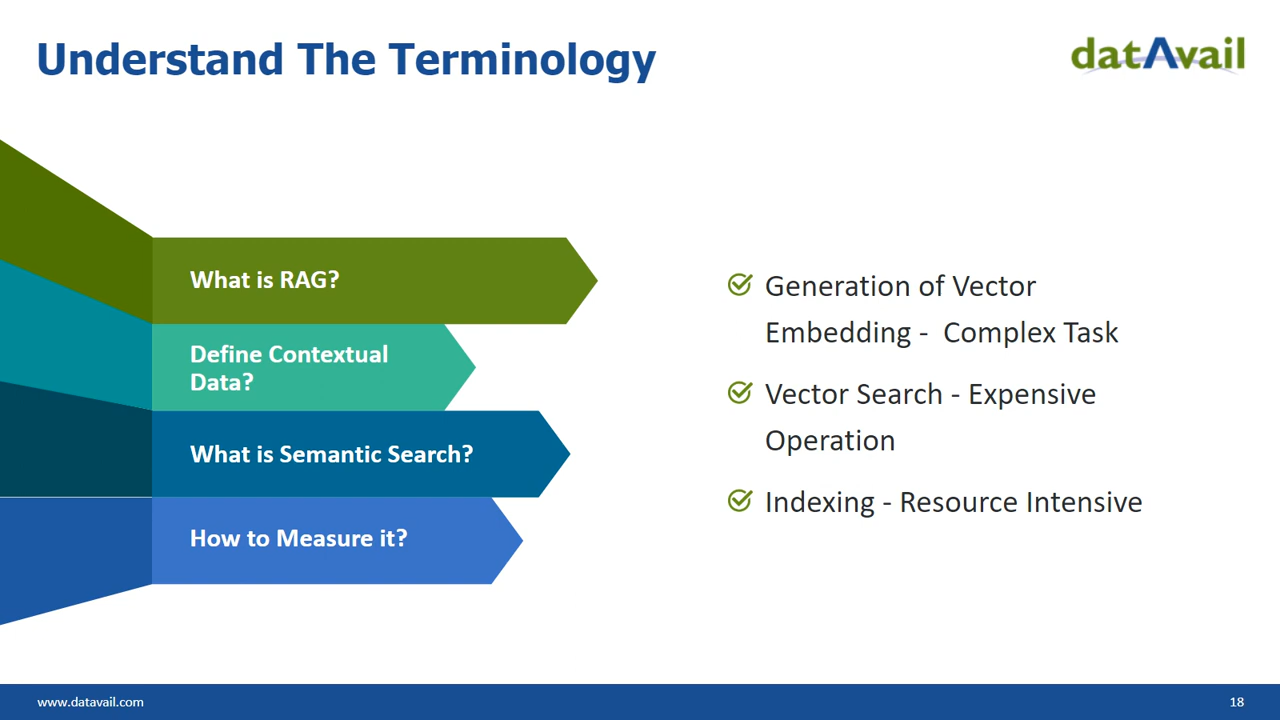 Understand The Terminology
datAvail
What is RAG?
Define Contextual
Data?
What is Semantic Search?
How to Measure it?
Generation of Vector
Embedding -  Complex Task
Vector Search - Expensive
Operation
Indexing - Resource Intensive
www.datavail.com
18